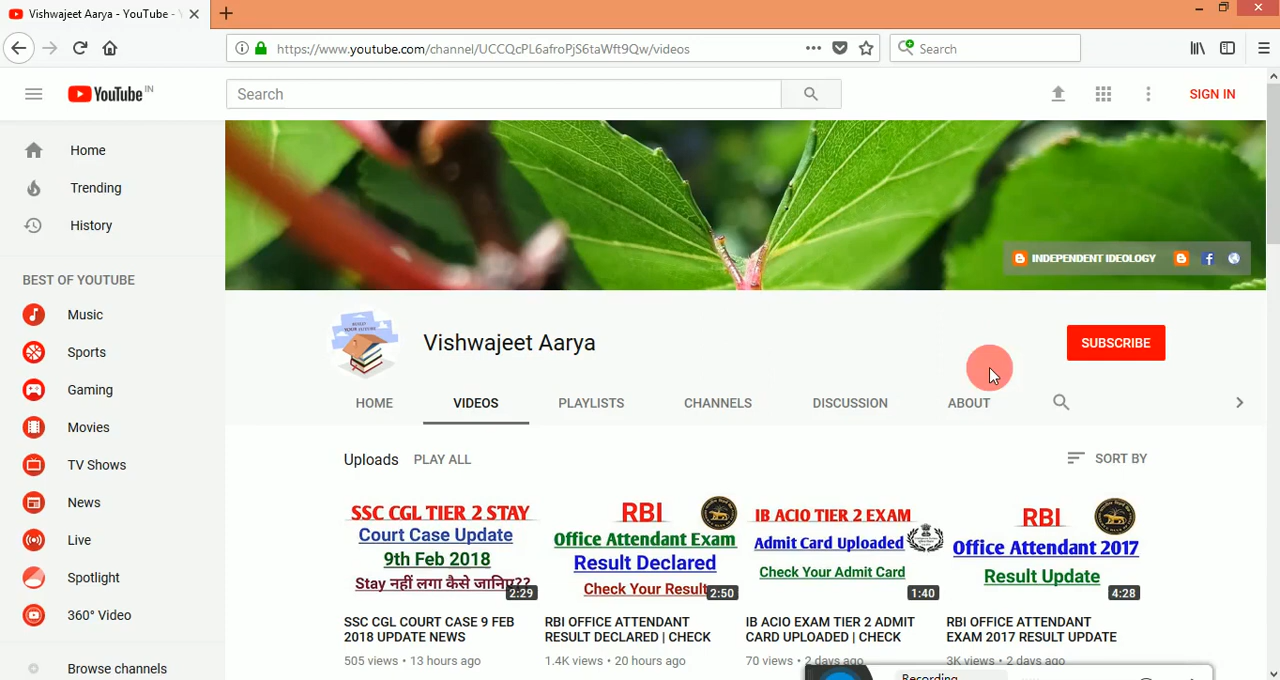 Vishwajeet Aarya - YouTube -
https://www.youtube.com/channel/UCCQcPL6afroPjS6taWft9Qw/videos
Search
YouTube IN
Search
SIGN IN
Home
Trending
History
BEST OF YOUTUBE
Music
Sports
Gaming
Movies
TV Shows
News
Live
Spotlight
360° Video
Browse channels
INDEPENDENT IDEOLOGY
Vishwajeet Aarya
SUBSCRIBE
HOME VIDEOS PLAYLISTS CHANNELS DISCUSSION ABOUT
Uploads PLAY ALL
SORT BY
SSC CGL TIER 2 STAY
Court Case Update
9th Feb 2018
Stay नहीं लगा कैसे जानिए??
2:29
SSC CGL COURT CASE 9 FEB
2018 UPDATE NEWS
505 views • 13 hours ago
RBI
Office Attendant Exam
Result Declared
Check Your Result
2:50
RBI OFFICE ATTENDANT
RESULT DECLARED | CHECK
1.4K views • 20 hours ago
IB ACIO TIER 2 EXAM
Admit Card Uploaded
Check Your Admit Card
1:40
IB ACIO EXAM TIER 2 ADMIT
CARD UPLOADED | CHECK
70 views • 2 days ago
RBI
Office Attendant 2017
Result Update
4:28
RBI OFFICE ATTENDANT
EXAM 2017 RESULT UPDATE
3K views • 2 days ago
Recording